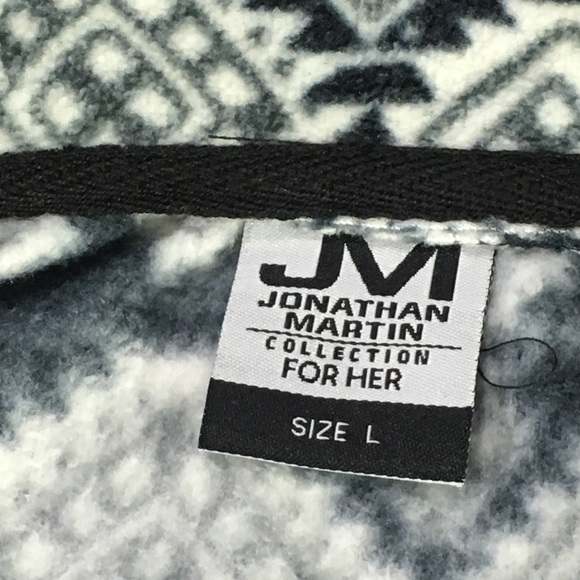 JM
JONATHAN
MARTIN
COLLECTION
FOR HER
SIZE L